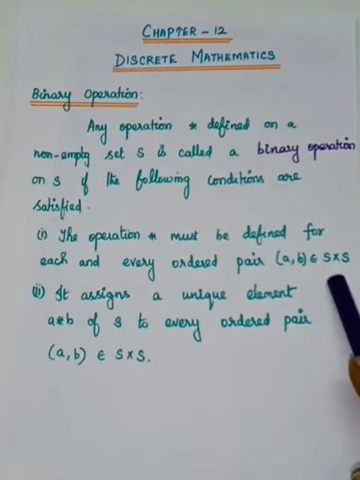 CHAPTER - 12
DISCRETE MATHEMATICS
Binary Operation:
Any operation * defined on a
non-empty set S is called a binary operation
on S if the following conditions are
satisfied.
(i) The operation * must be defined for
each and every ordered pair (a, b) ∈ S×S
(ii) It assigns a unique element
a*b of S to every ordered pair
(a, b) ∈ S×S.